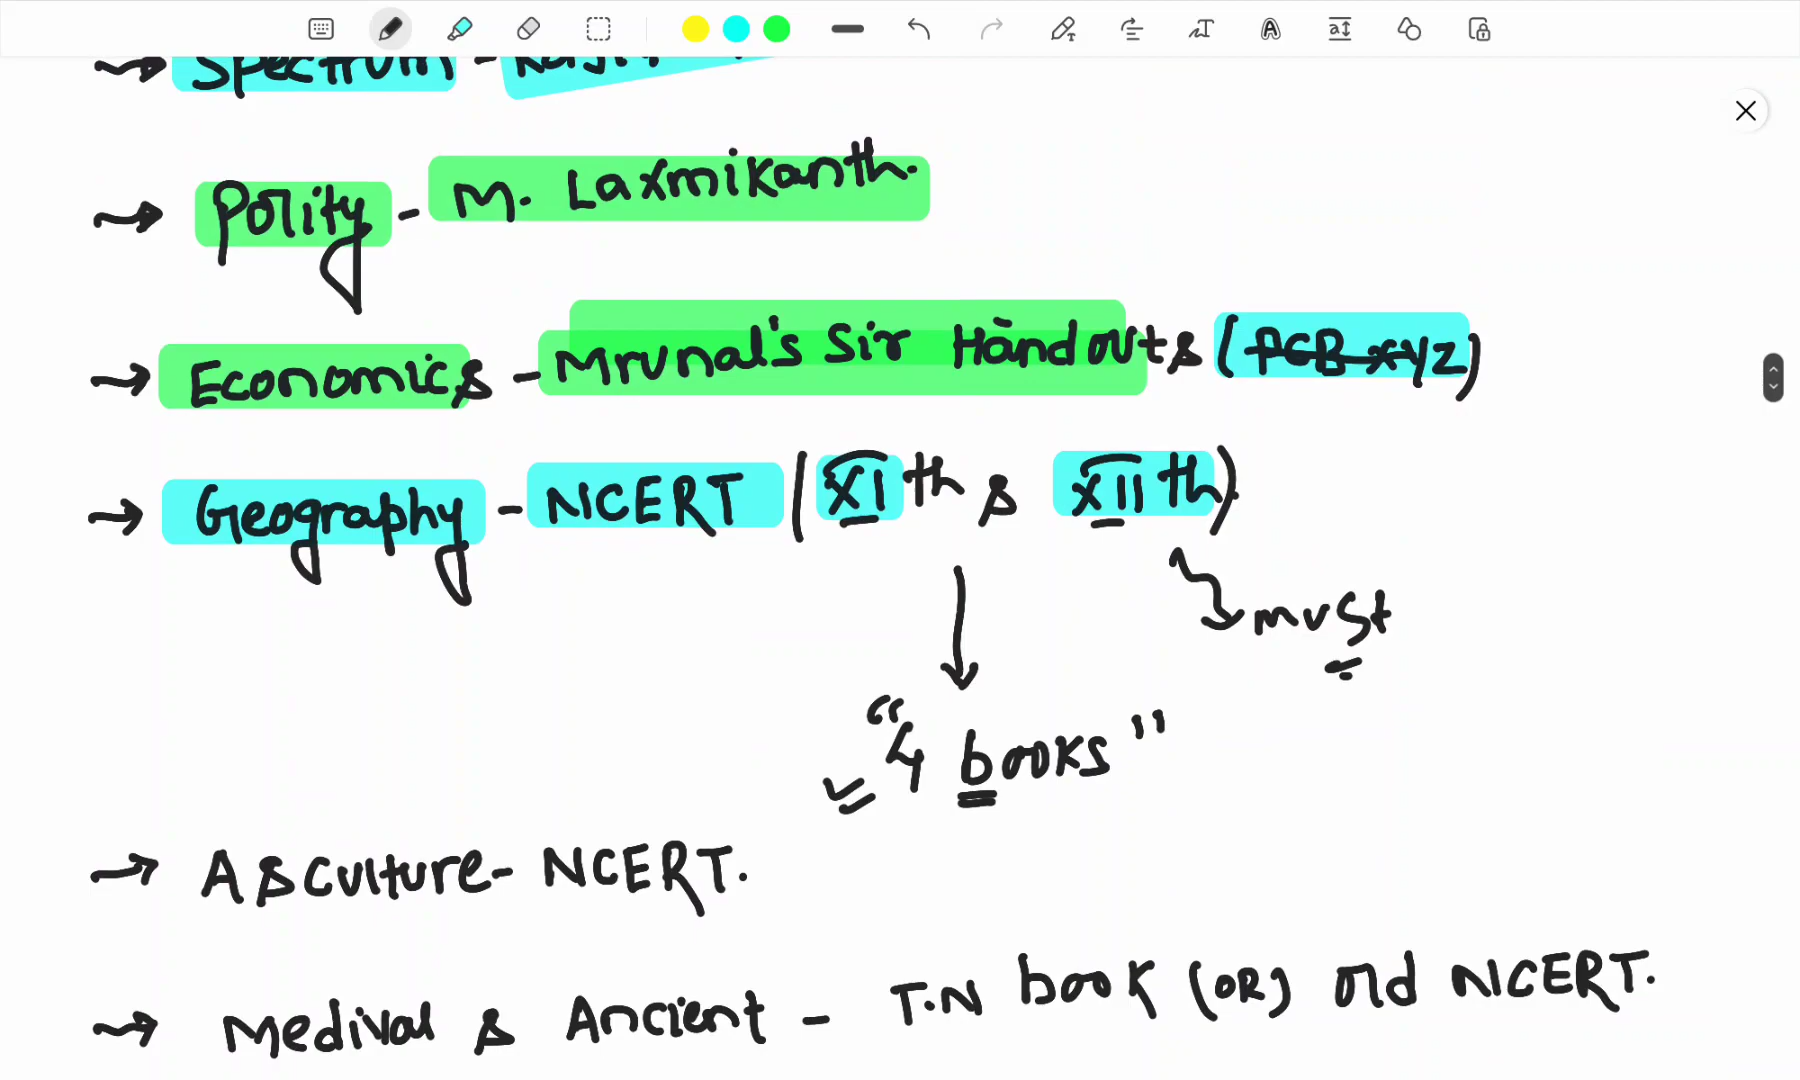 → Spectrum -
→ Polity - M. Laxmikanth.
→ Economics - Mrunal's Sir Handouts (PCB xyz)
→ Geography - NCERT (XIth & XIIth)
must
"4 books"
→ A & culture - NCERT.
→ Medival & Ancient - T.N book (OR) old NCERT.